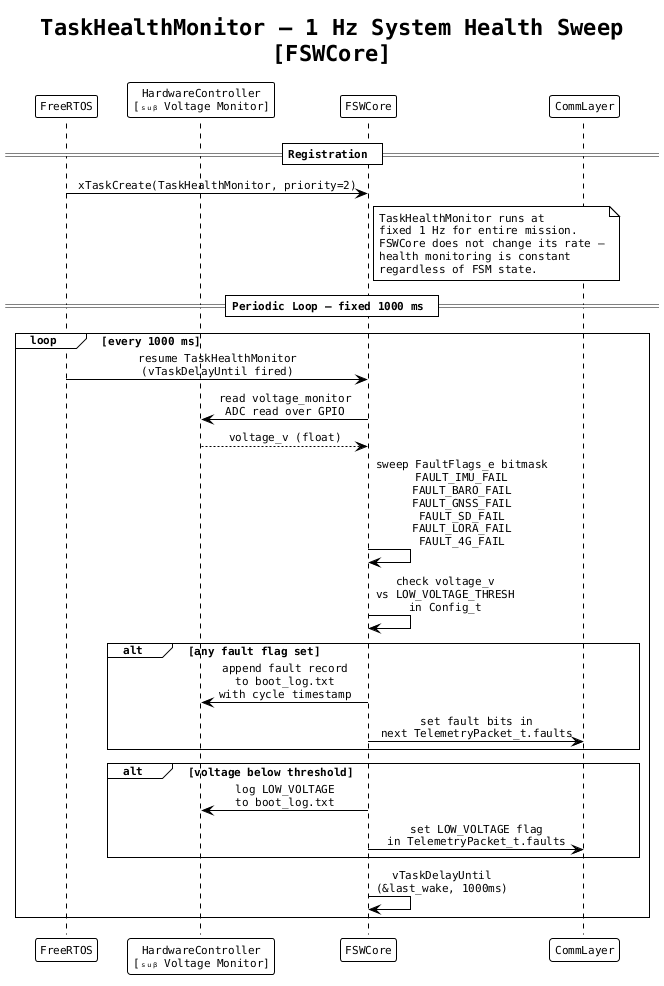 TaskHealthMonitor — 1 Hz System Health Sweep
[FSWCore]
FreeRTOS
HardwareController
[ₛᵤᵦ Voltage Monitor]
FSWCore
CommLayer
Registration
xTaskCreate(TaskHealthMonitor, priority=2)
TaskHealthMonitor runs at
fixed 1 Hz for entire mission.
FSWCore does not change its rate —
health monitoring is constant
regardless of FSM state.
Periodic Loop — fixed 1000 ms
loop
[every 1000 ms]
resume TaskHealthMonitor
(vTaskDelayUntil fired)
read voltage_monitor
ADC read over GPIO
voltage_v (float)
sweep FaultFlags_e bitmask
FAULT_IMU_FAIL
FAULT_BARO_FAIL
FAULT_GNSS_FAIL
FAULT_SD_FAIL
FAULT_LORA_FAIL
FAULT_4G_FAIL
check voltage_v
vs LOW_VOLTAGE_THRESH
in Config_t
alt
[any fault flag set]
append fault record
to boot_log.txt
with cycle timestamp
set fault bits in
next TelemetryPacket_t.faults
alt
[voltage below threshold]
log LOW_VOLTAGE
to boot_log.txt
set LOW_VOLTAGE flag
in TelemetryPacket_t.faults
vTaskDelayUntil
(&last_wake, 1000ms)
FreeRTOS
HardwareController
[ₛᵤᵦ Voltage Monitor]
FSWCore
CommLayer